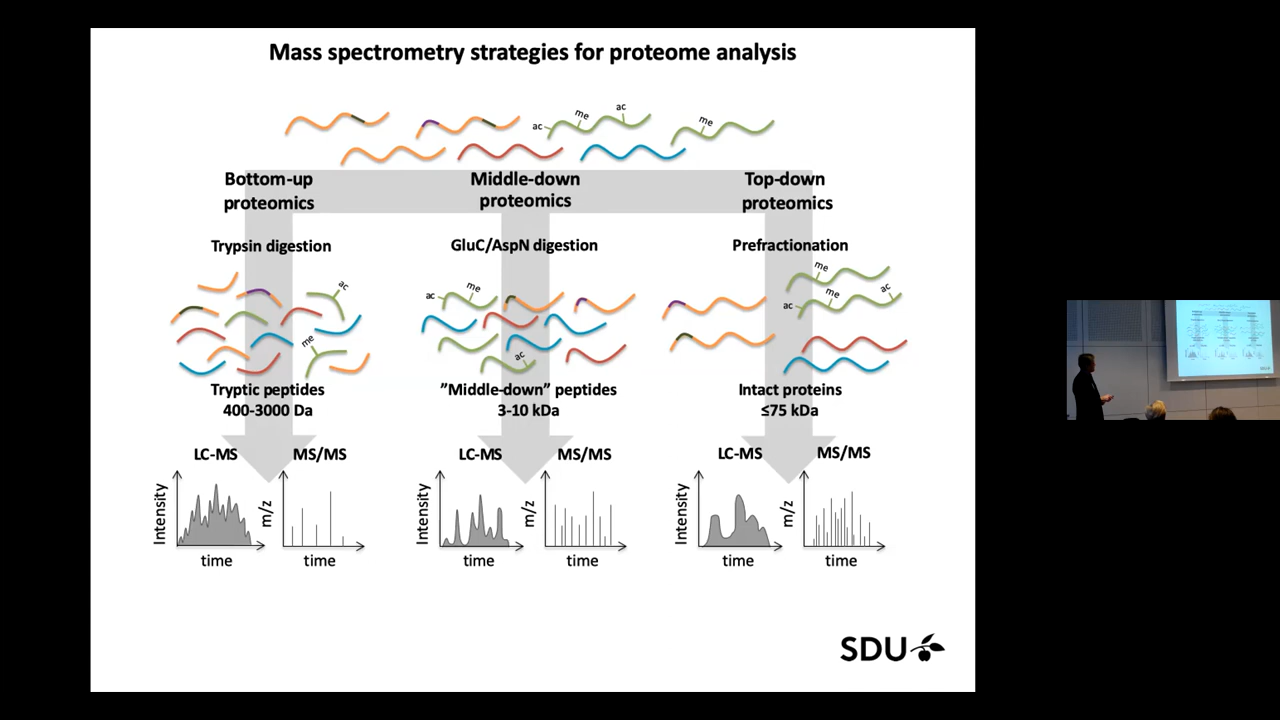 Mass spectrometry strategies for proteome analysis
ac me ac me
Bottom-up
proteomics
Middle-down
proteomics
Top-down
proteomics
Trypsin digestion
GluC/AspN digestion
Prefractionation
ac
me
ac me
ac
me
ac me ac
Tryptic peptides
400-3000 Da
”Middle-down” peptides
3-10 kDa
Intact proteins
≤75 kDa
LC-MS MS/MS
LC-MS MS/MS
LC-MS MS/MS
Intensity m/z
time time
Intensity m/z
time time
Intensity m/z
time time
SDU